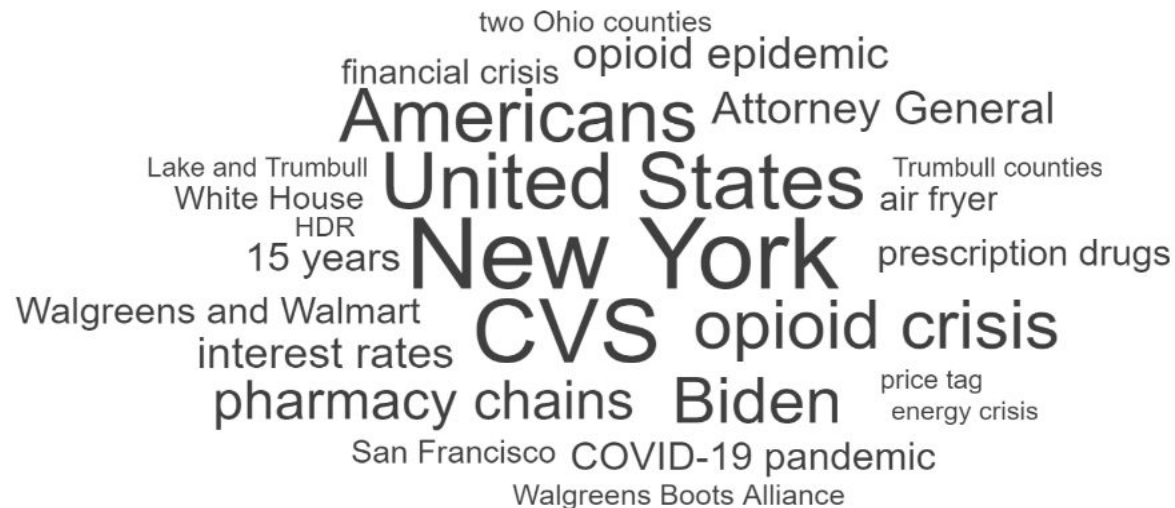 two Ohio counties
opioid epidemic
financial crisis
Americans
Attorney General
Lake and Trumbull
United States
Trumbull counties
White House
air fryer
HDR
New York
15 years
prescription drugs
Walgreens and Walmart
CVS
opioid crisis
interest rates
pharmacy chains
Biden
price tag
energy crisis
San Francisco
COVID-19 pandemic
Walgreens Boots Alliance